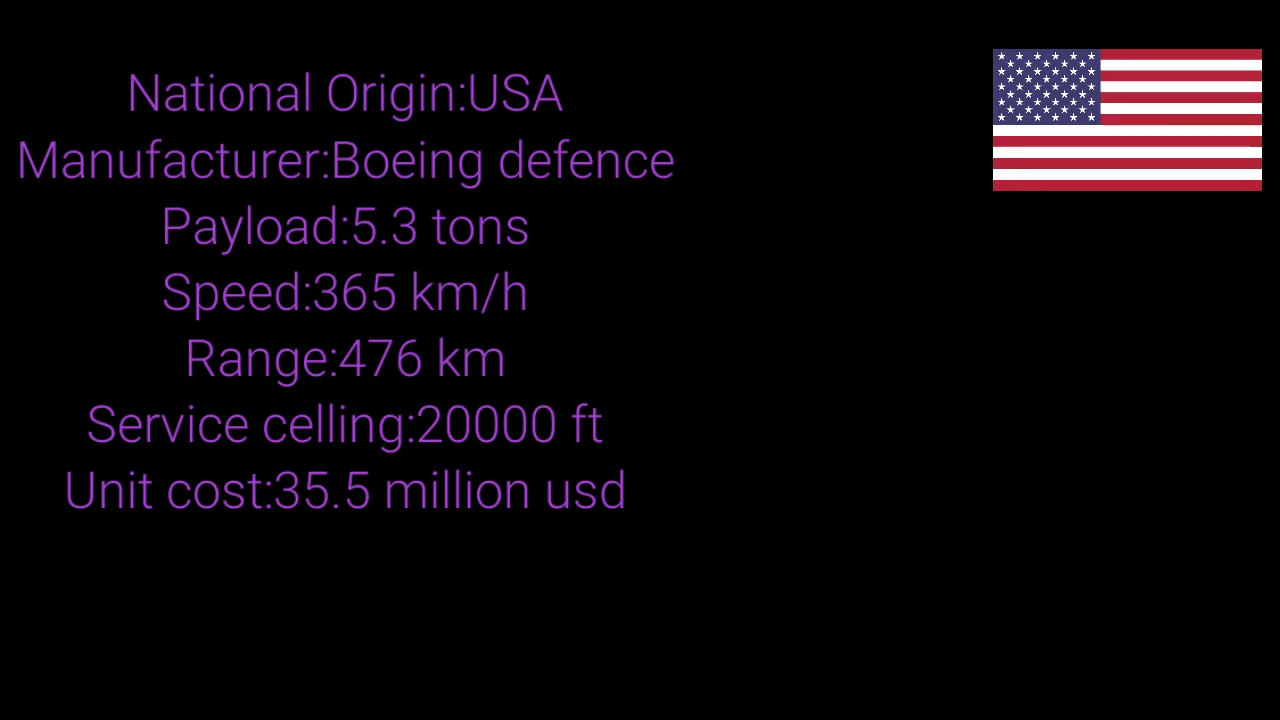 National Origin:USA
Manufacturer:Boeing defence
Payload:5.3 tons
Speed:365 km/h
Range:476 km
Service celling:20000 ft
Unit cost:35.5 million usd